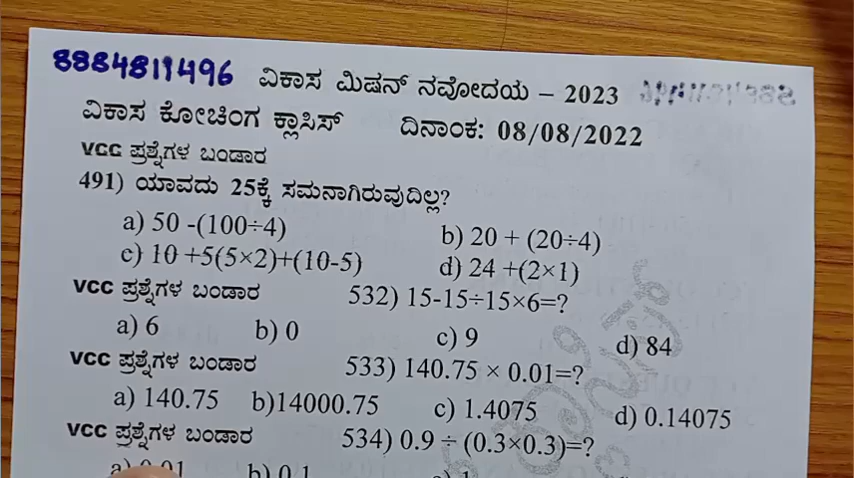 8884811496 ವಿಕಾಸ ಮಿಷನ್ ನವೋದಯ – 2023
ವಿಕಾಸ ಕೋಚಿಂಗ ಕ್ಲಾಸಿಸ್ ದಿನಾಂಕ: 08/08/2022
VCC ಪ್ರಶ್ನೆಗಳ ಬಂಡಾರ
491) ಯಾವದು 25ಕ್ಕೆ ಸಮನಾಗಿರುವುದಿಲ್ಲ?
a) 50 -(100÷4) b) 20 + (20÷4)
c) 10 +5(5×2)+(10-5) d) 24 +(2×1)
VCC ಪ್ರಶ್ನೆಗಳ ಬಂಡಾರ 532) 15-15÷15×6=?
a) 6 b) 0 c) 9 d) 84
VCC ಪ್ರಶ್ನೆಗಳ ಬಂಡಾರ 533) 140.75 × 0.01=?
a) 140.75 b)14000.75 c) 1.4075 d) 0.14075
VCC ಪ್ರಶ್ನೆಗಳ ಬಂಡಾರ 534) 0.9 ÷ (0.3×0.3)=?
b) 0.1